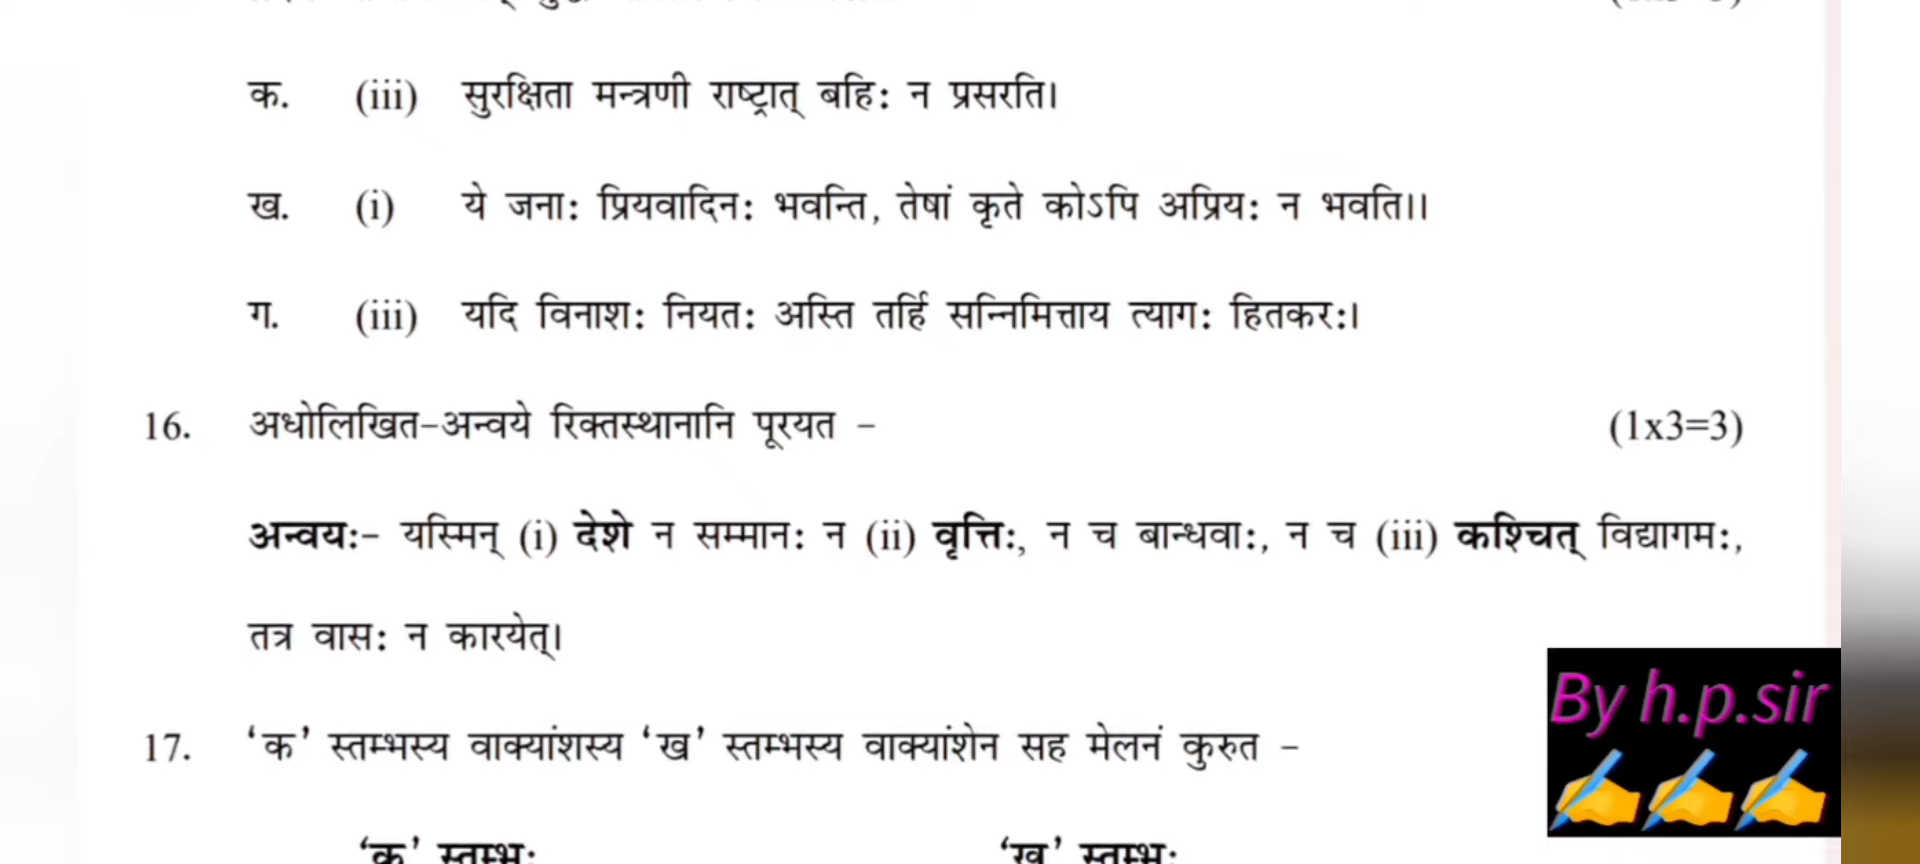 क. (iii) सुरक्षिता मन्त्रणी राष्ट्रात् बहिः न प्रसरति।
ख. (i) ये जनाः प्रियवादिनः भवन्ति, तेषां कृते कोऽपि अप्रियः न भवति।।
ग. (iii) यदि विनाशः नियतः अस्ति तर्हि सन्निमित्ताय त्यागः हितकरः।
16. अधोलिखित-अन्वये रिक्तस्थानानि पूरयत – (1x3=3)
अन्वयः- यस्मिन् (i) देशे न सम्मानः न (ii) वृत्तिः, न च बान्धवाः, न च (iii) कश्चित् विद्यागमः,
तत्र वासः न कारयेत्।
17. 'क' स्तम्भस्य वाक्यांशस्य 'ख' स्तम्भस्य वाक्यांशेन सह मेलनं कुरुत –
'क' स्तम्भः 'ख' स्तम्भः
By h.p.sir